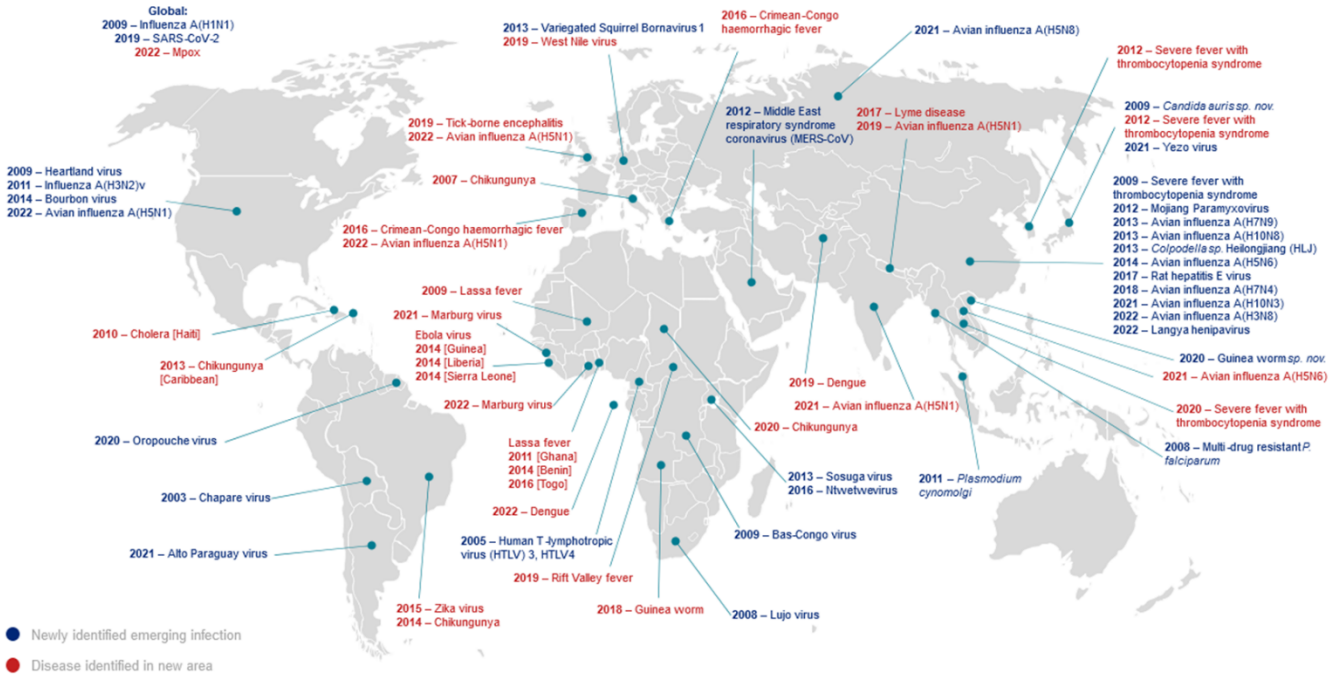 Global:
2009 – Influenza A(H1N1)
2019 – SARS-CoV-2
2022 – Mpox
2013 – Variegated Squirrel Bornavirus 1
2019 – West Nile virus
2016 – Crimean-Congo
haemorrhagic fever
2021 – Avian influenza A(H5N8)
2012 – Severe fever with
thrombocytopenia syndrome
2019 – Tick-borne encephalitis
2022 – Avian influenza A(H5N1)
2012 – Middle East
respiratory syndrome
coronavirus (MERS-CoV)
2017 – Lyme disease
2019 – Avian influenza A(H5N1)
2009 – Candida auris sp. nov.
2012 – Severe fever with
thrombocytopenia syndrome
2021 – Yezo virus
2009 – Heartland virus
2011 – Influenza A(H3N2)v
2014 – Bourbon virus
2022 – Avian influenza A(H5N1)
2007 – Chikungunya
2016 – Crimean-Congo haemorrhagic fever
2022 – Avian influenza A(H5N1)
2009 – Severe fever with
thrombocytopenia syndrome
2012 – Mojiang Paramyxovirus
2013 – Avian influenza A(H7N9)
2013 – Avian influenza A(H10N8)
2013 – Colpodella sp. Heilongjiang (HLJ)
2014 – Avian influenza A(H5N6)
2017 – Rat hepatitis E virus
2018 – Avian influenza A(H7N4)
2021 – Avian influenza A(H10N3)
2022 – Avian influenza A(H3N8)
2022 – Langya henipavirus
2009 – Lassa fever
2021 – Marburg virus
Ebola virus
2014 [Guinea]
2014 [Liberia]
2014 [Sierra Leone]
2010 – Cholera [Haiti]
2013 – Chikungunya
[Caribbean]
2022 – Marburg virus
2019 – Dengue
2021 – Avian influenza A(H5N1)
2020 – Chikungunya
2020 – Guinea worm sp. nov.
2021 – Avian influenza A(H5N6)
2020 – Severe fever with
thrombocytopenia syndrome
2008 – Multi-drug resistant P.
falciparum
2020 – Oropouche virus
Lassa fever
2011 [Ghana]
2014 [Benin]
2016 [Togo]
2022 – Dengue
2013 – Sosuga virus
2016 – Ntwetwe virus
2011 – Plasmodium
cynomolgi
2003 – Chapare virus
2005 – Human T-lymphotropic
virus (HTLV) 3, HTLV4
2009 – Bas-Congo virus
2021 – Alto Paraguay virus
2019 – Rift Valley fever
2015 – Zika virus
2014 – Chikungunya
2018 – Guinea worm
2008 – Lujo virus
Newly identified emerging infection
Disease identified in new area